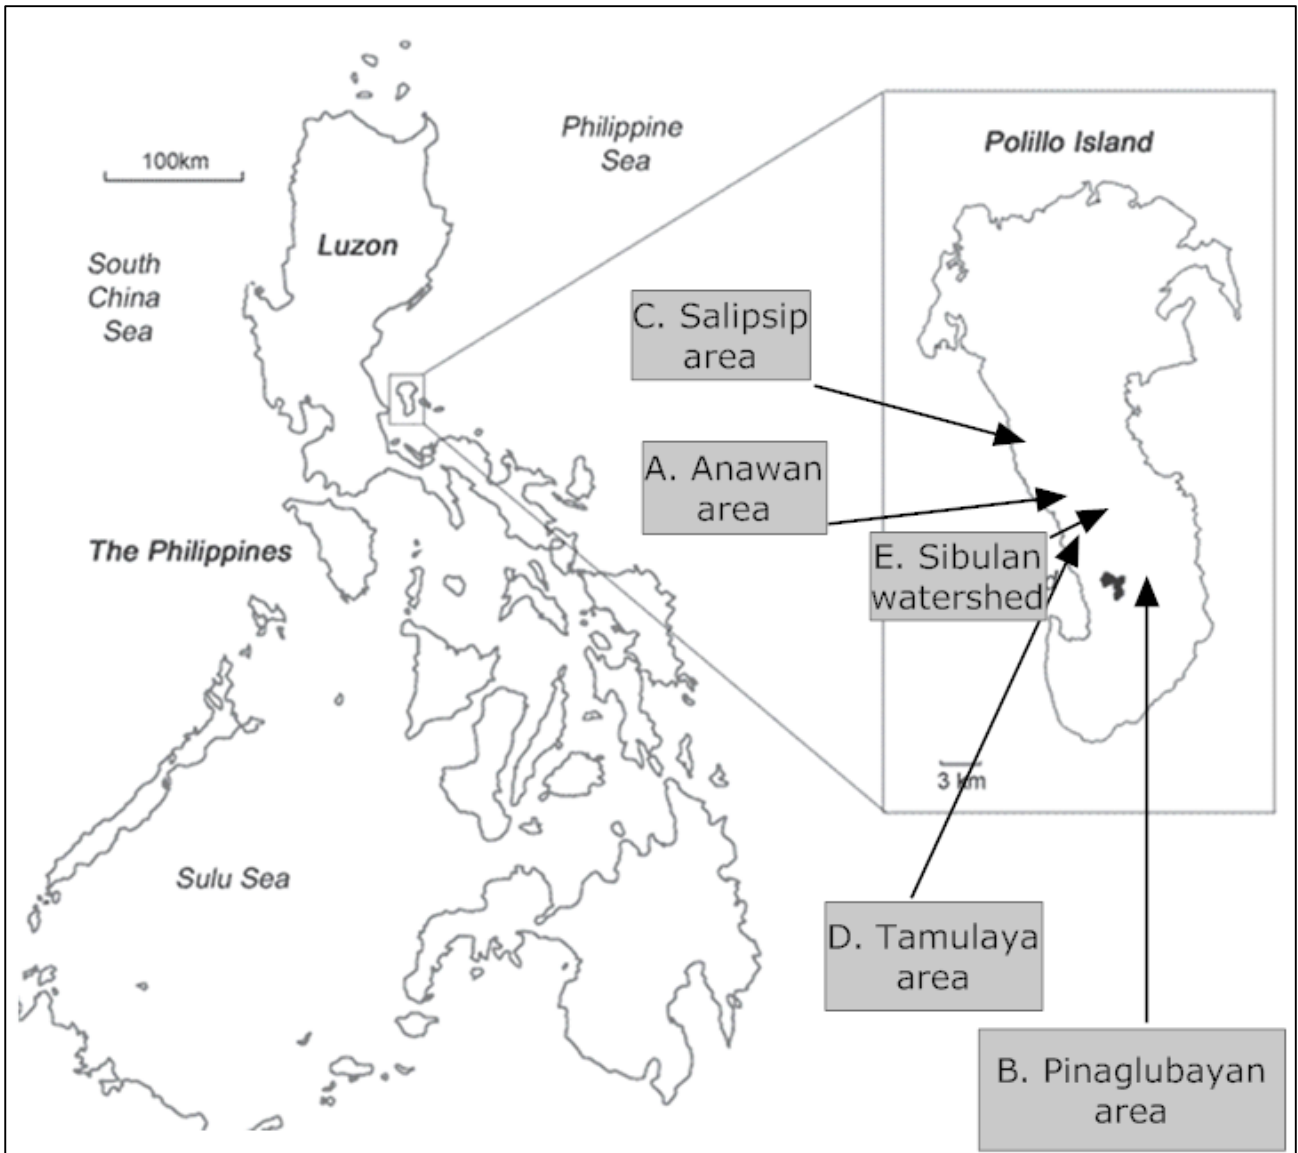 Philippine
Sea
Polillo Island
100km
Luzon
South
China
Sea
C. Salipsip
area
A. Anawan
area
The Philippines
E. Sibulan
watershed
3 km
Sulu Sea
D. Tamulaya
area
B. Pinaglubayan
area